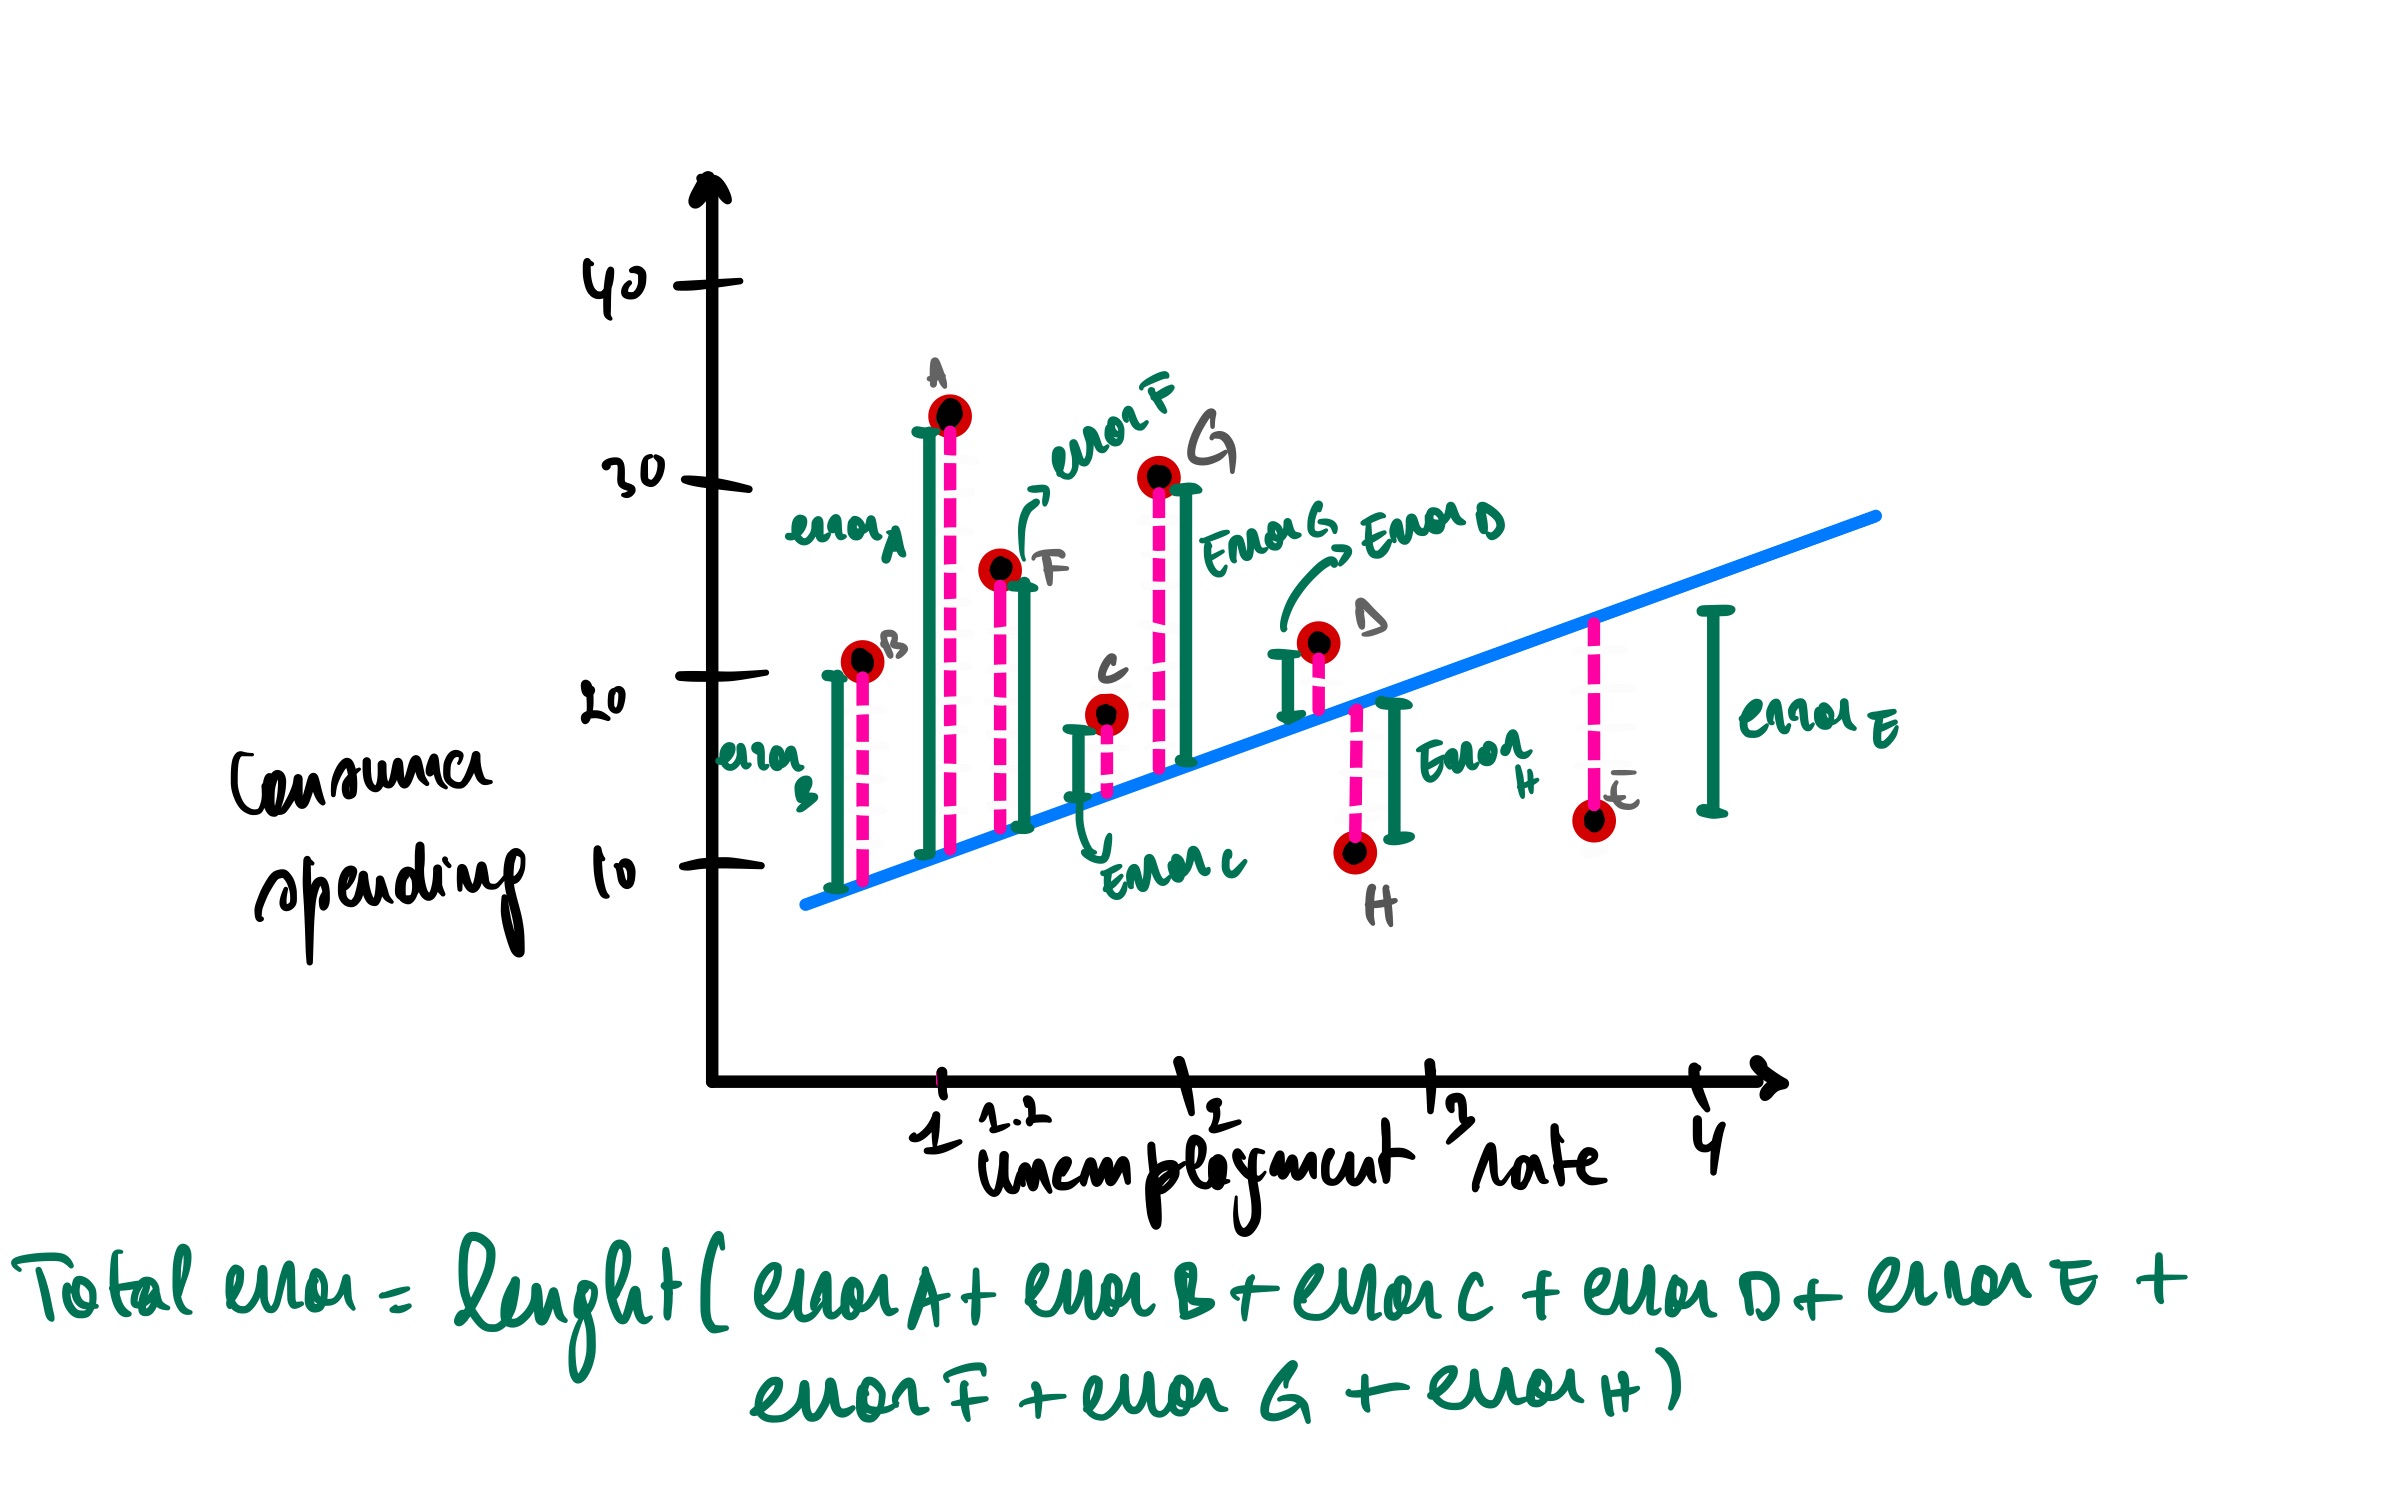 40
A
error F
G
30
error A
Error G
Error D
F
D
B
C
20
error B
Error H
error E
E
Consumer
spending
10
Error C
H
1
1.2
2
3
4
Unemployment rate
Total error = Length ( error A + error B + error C + error D + error E +
error F + error G + error H )